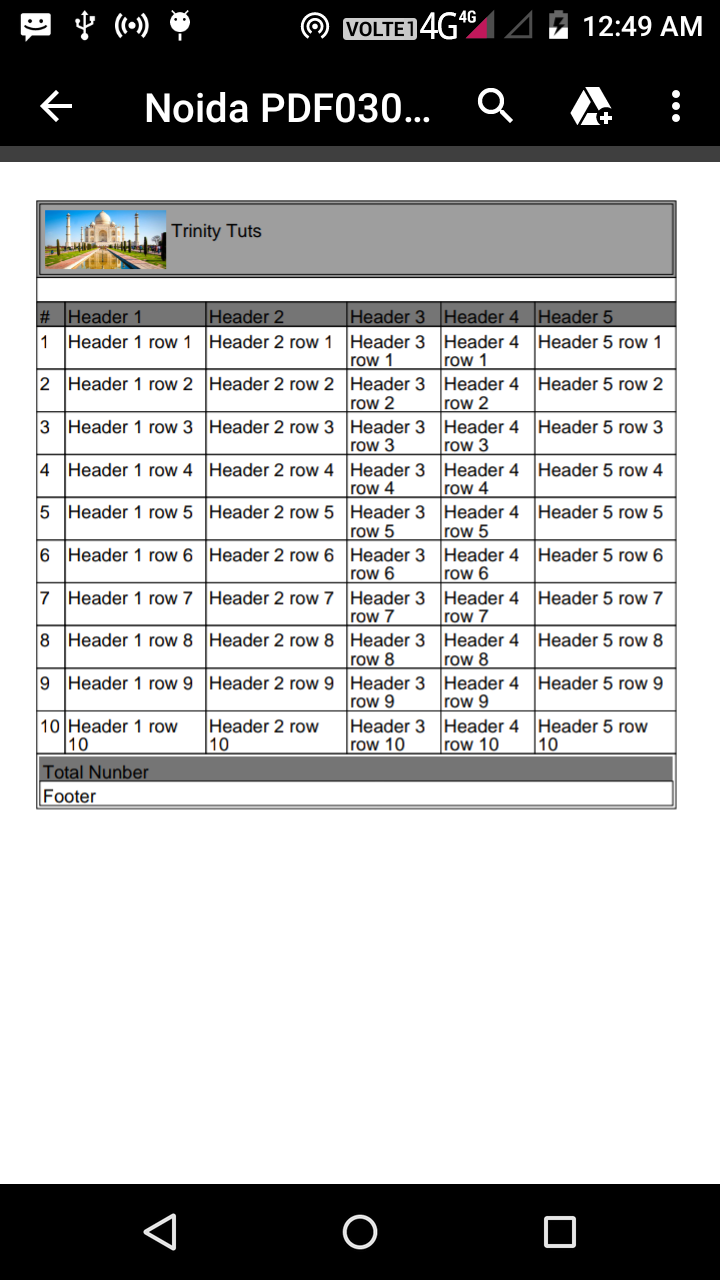 VOLTE1 4G 4G 12:49 AM
Noida PDF030...
Trinity Tuts
# Header 1 Header 2 Header 3 Header 4 Header 5
1 Header 1 row 1 Header 2 row 1 Header 3 row 1 Header 4 row 1 Header 5 row 1
2 Header 1 row 2 Header 2 row 2 Header 3 row 2 Header 4 row 2 Header 5 row 2
3 Header 1 row 3 Header 2 row 3 Header 3 row 3 Header 4 row 3 Header 5 row 3
4 Header 1 row 4 Header 2 row 4 Header 3 row 4 Header 4 row 4 Header 5 row 4
5 Header 1 row 5 Header 2 row 5 Header 3 row 5 Header 4 row 5 Header 5 row 5
6 Header 1 row 6 Header 2 row 6 Header 3 row 6 Header 4 row 6 Header 5 row 6
7 Header 1 row 7 Header 2 row 7 Header 3 row 7 Header 4 row 7 Header 5 row 7
8 Header 1 row 8 Header 2 row 8 Header 3 row 8 Header 4 row 8 Header 5 row 8
9 Header 1 row 9 Header 2 row 9 Header 3 row 9 Header 4 row 9 Header 5 row 9
10 Header 1 row 10 Header 2 row 10 Header 3 row 10 Header 4 row 10 Header 5 row 10
Total Nunber
Footer